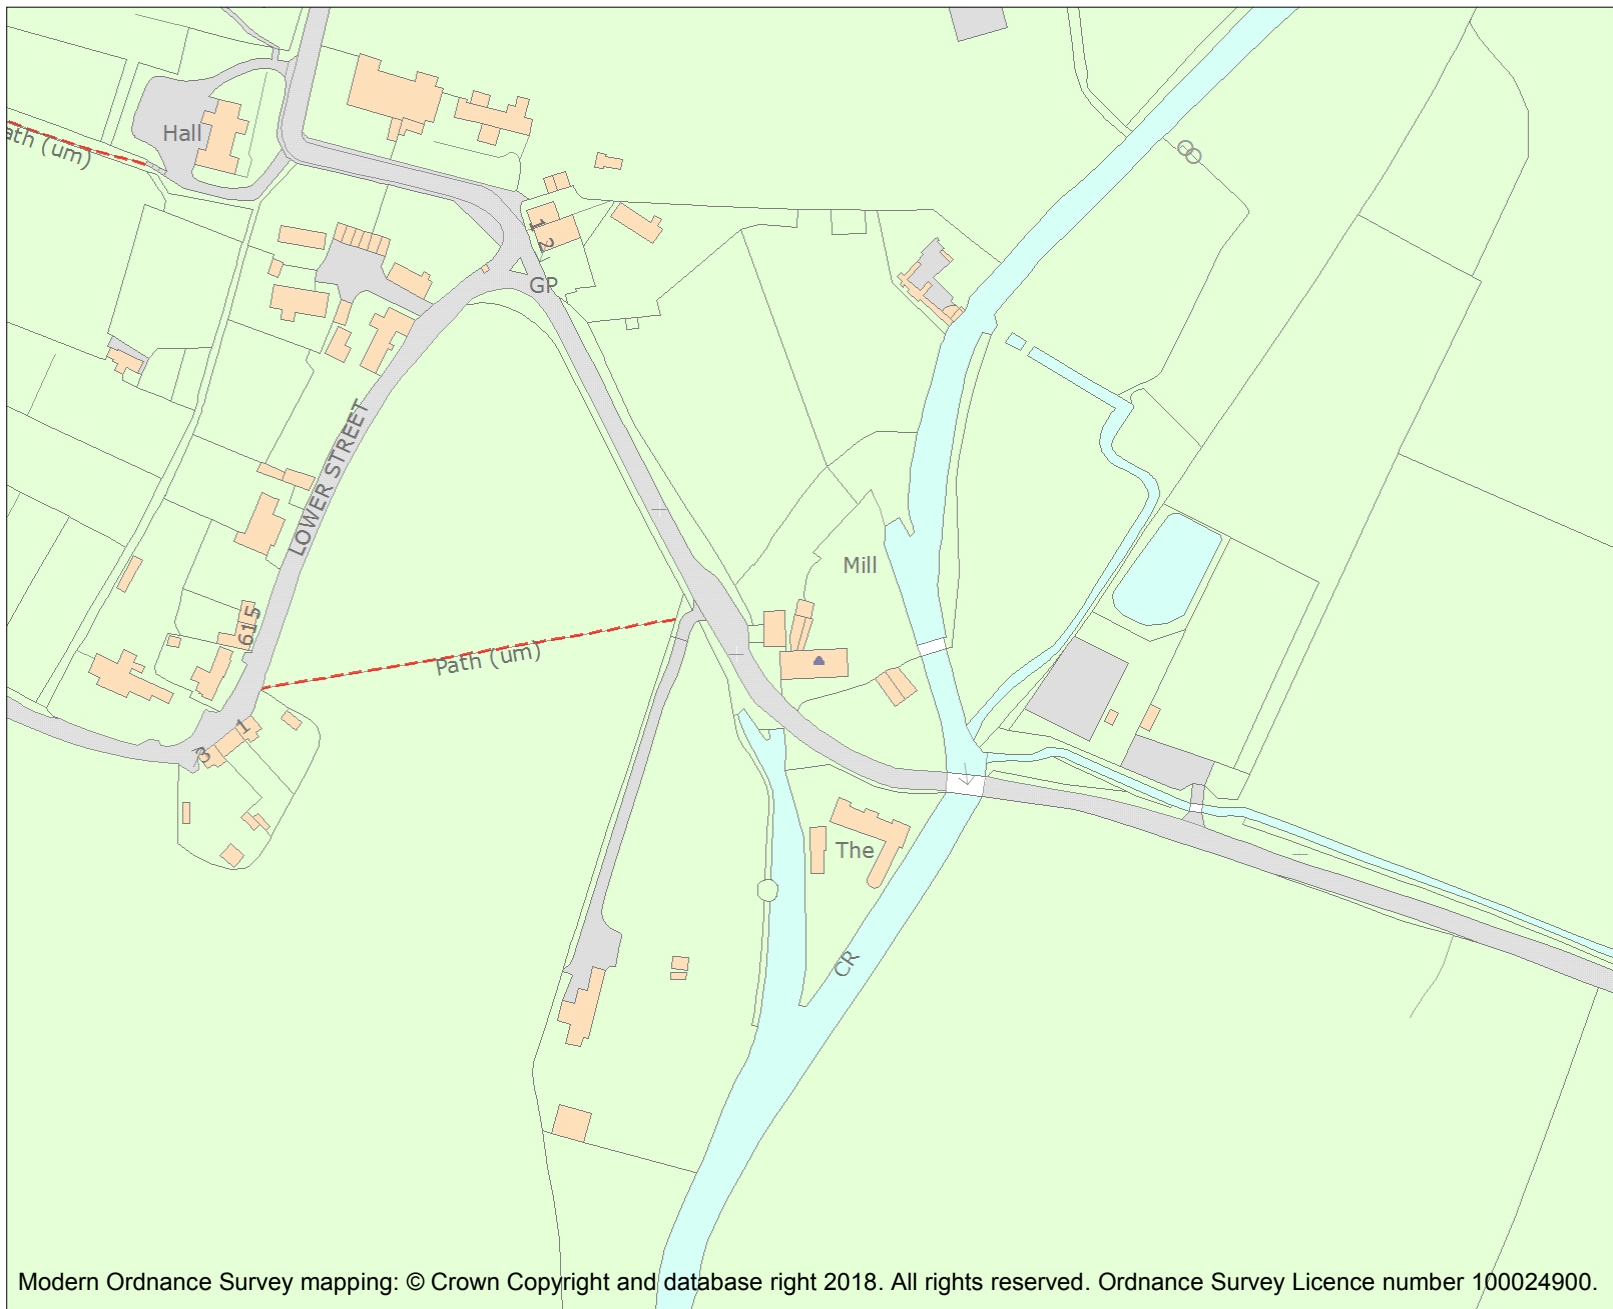 Hall
ath (um)
1
2
GP
LOWER STREET
Mill
615
Path (um)
1
3
The
CR
Modern Ordnance Survey mapping: © Crown Copyright and database right 2018. All rights reserved. Ordnance Survey Licence number 100024900.